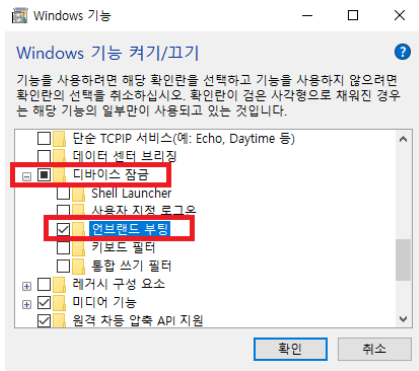 Windows 기능
Windows 기능 켜기/끄기
기능을 사용하려면 해당 확인란을 선택하고 기능을 사용하지 않으려면
확인란의 선택을 취소하십시오. 확인란이 검은 사각형으로 채워진 경우
는 해당 기능의 일부만이 사용되고 있는 것입니다.
단순 TCPIP 서비스(예: Echo, Daytime 등)
데이터 센터 브리징
디바이스 잠금
Shell Launcher
사용자 지정 로그온
언브랜드 부팅
키보드 필터
통합 쓰기 필터
레거시 구성 요소
미디어 기능
원격 차등 압축 API 지원
확인
취소